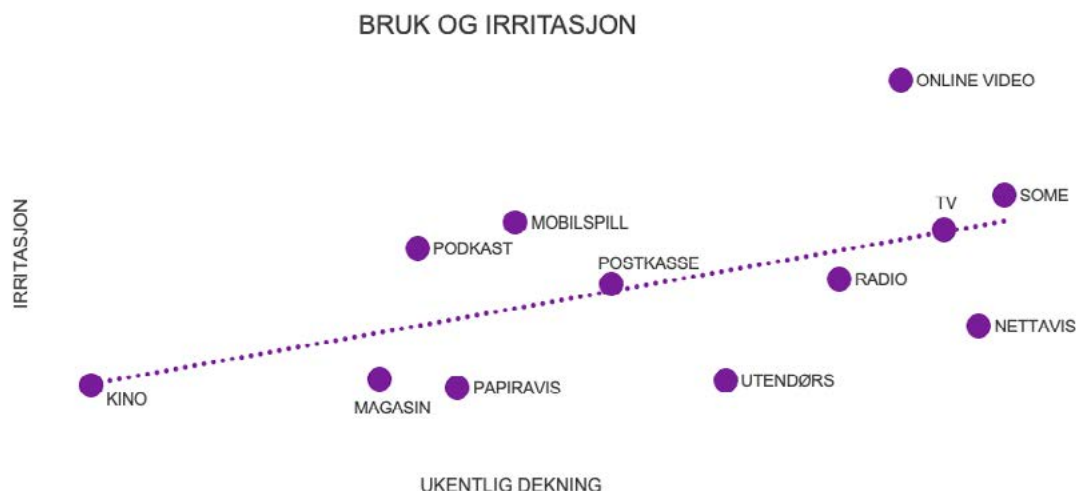 BRUK OG IRRITASJON
ONLINE VIDEO
SOME
TV
MOBILSPILL
PODKAST
POSTKASSE
RADIO
IRRITASJON
NETTAVIS
KINO
MAGASIN
PAPIRAVIS
UTENDØRS
UKENTLIG DEKNING